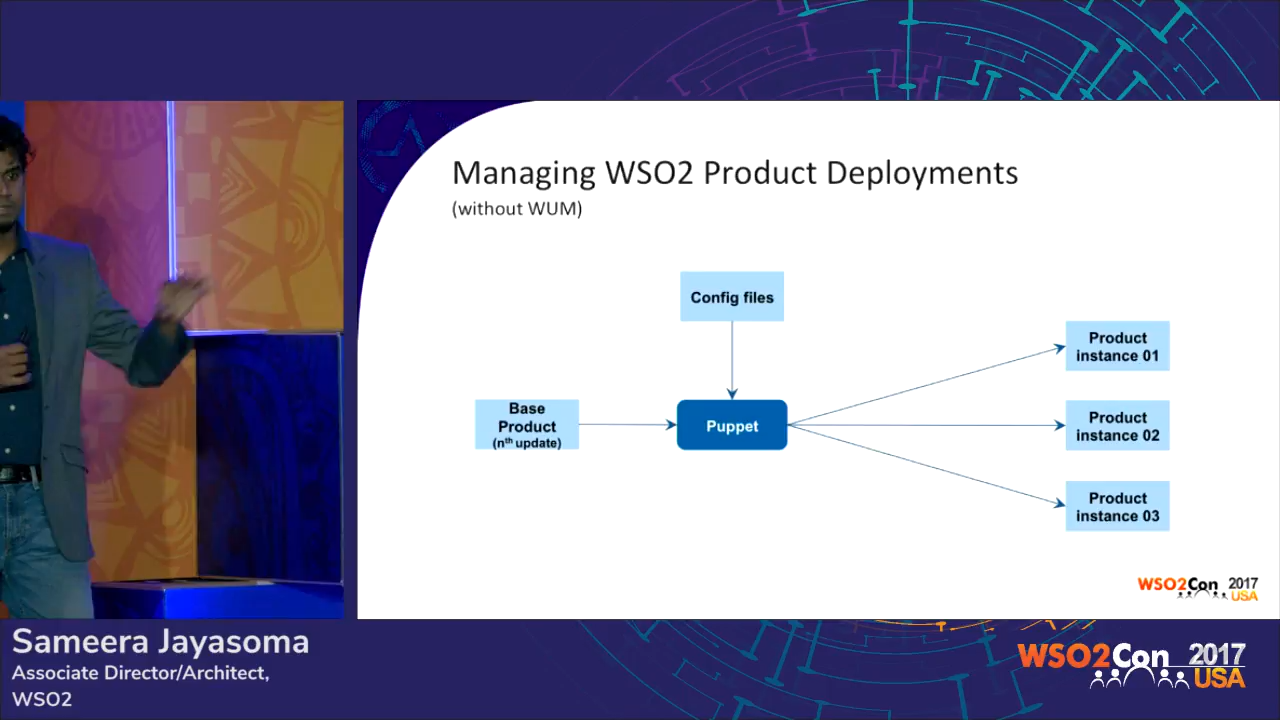 Managing WSO2 Product Deployments
(without WUM)
Config files
Base
Product
(nth update)
Puppet
Product
instance 01
Product
instance 02
Product
instance 03
WSO2Con 2017
USA
Sameera Jayasoma
Associate Director/Architect,
WSO2
WSO2Con 2017
USA